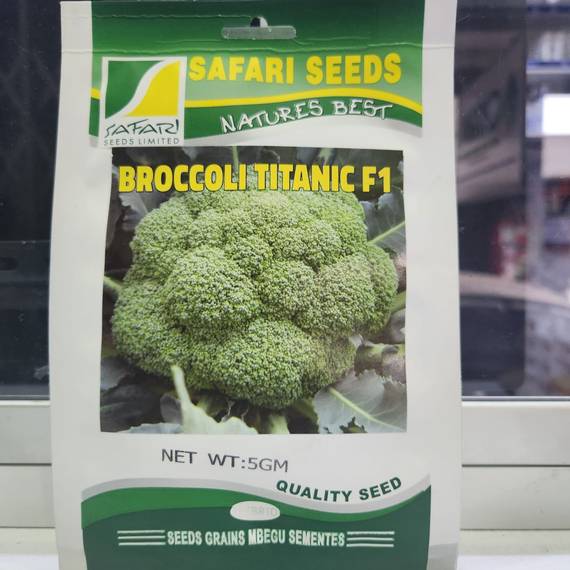 SAFARI SEEDS
NATURES BEST
SAFARI
SEEDS LIMITED
BROCCOLI TITANIC F1
NET WT:5GM
QUALITY SEED
SEEDS GRAINS MBEGU SEMENTES